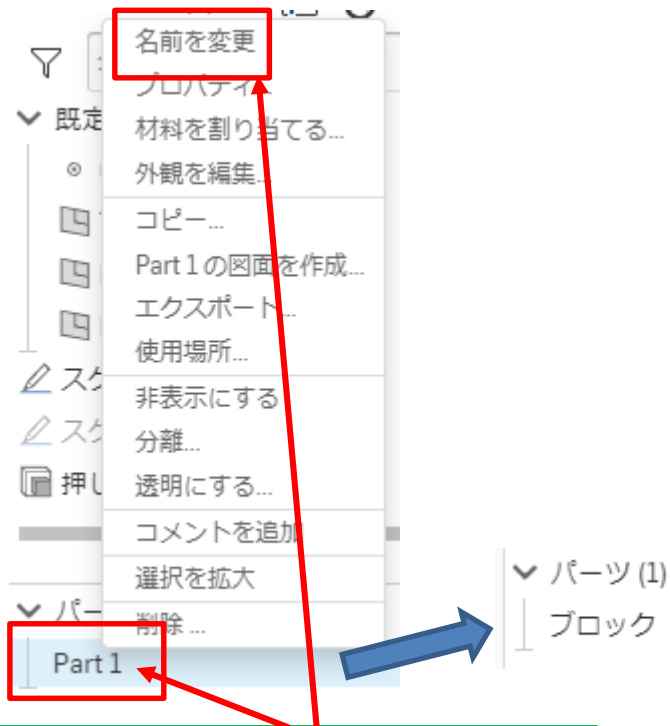 名前を変更
プロパティ...
既定
材料を割り当てる...
外観を編集...
コピー...
Part 1 の図面を作成...
エクスポート...
使用場所...
非表示にする
スケ
分離...
スケ
透明にする...
押し
コメントを追加
選択を拡大
パーツ (1)
パー
削除 ...
ブロック
Part 1